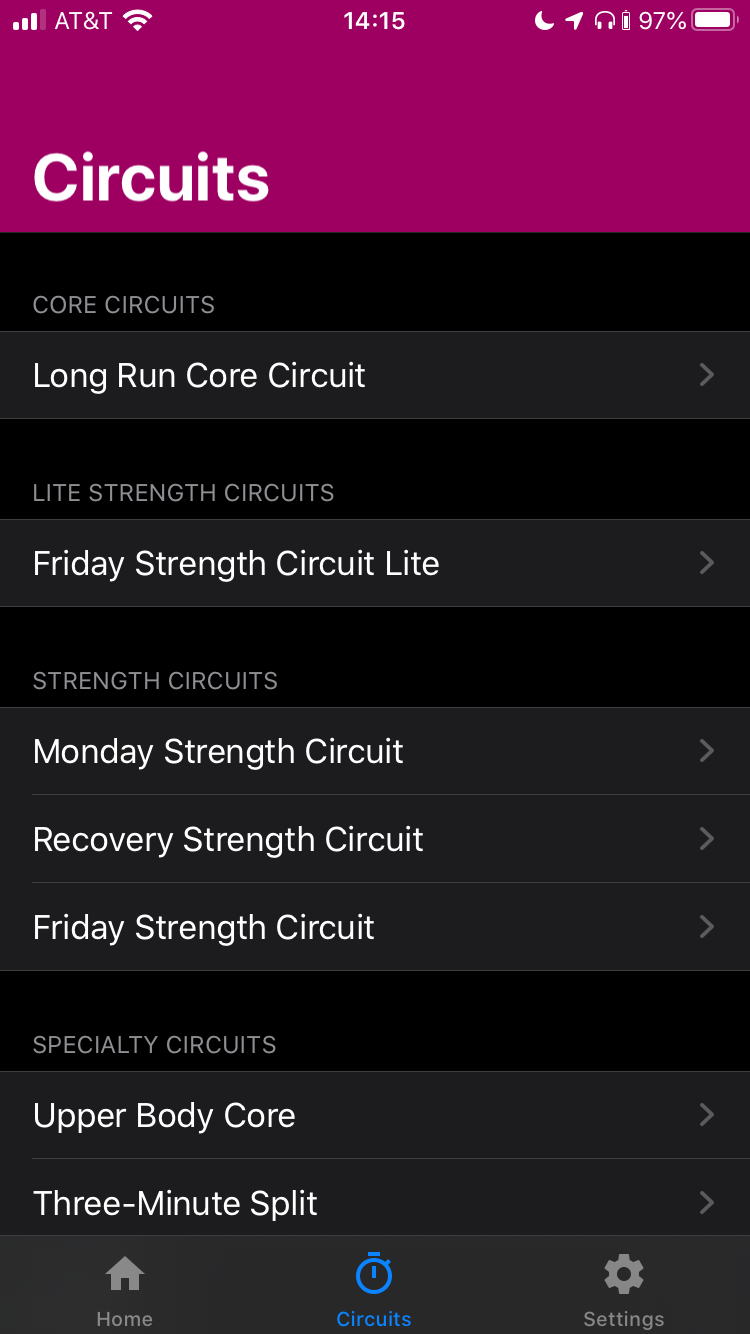 AT&T 14:15 97%
Circuits
CORE CIRCUITS
Long Run Core Circuit
LITE STRENGTH CIRCUITS
Friday Strength Circuit Lite
STRENGTH CIRCUITS
Monday Strength Circuit
Recovery Strength Circuit
Friday Strength Circuit
SPECIALTY CIRCUITS
Upper Body Core
Three-Minute Split
Home Circuits Settings